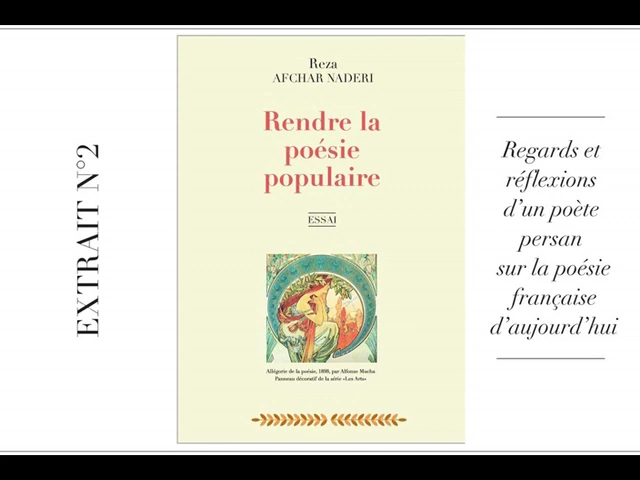 EXTRAIT N°2
Reza
AFCHAR NADERI
Rendre la
poésie
populaire
ESSAI
Allégorie de la poésie, 1898, par Alfonse Mucha
Panneau décoratif de la série «Les Arts»
Regards et
réflexions
d'un poète
persan
sur la poésie
française
d'aujourd'hui